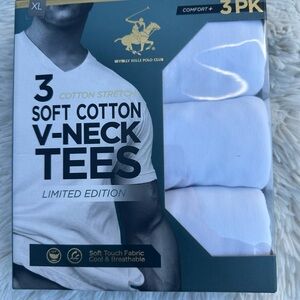 XL
COMFORT +
3 PK
BEVERLY HILLS POLO CLUB
3 COTTON STRETCH
SOFT COTTON
V-NECK
TEES
LIMITED EDITION
Soft Touch Fabric
Cool & Breathable